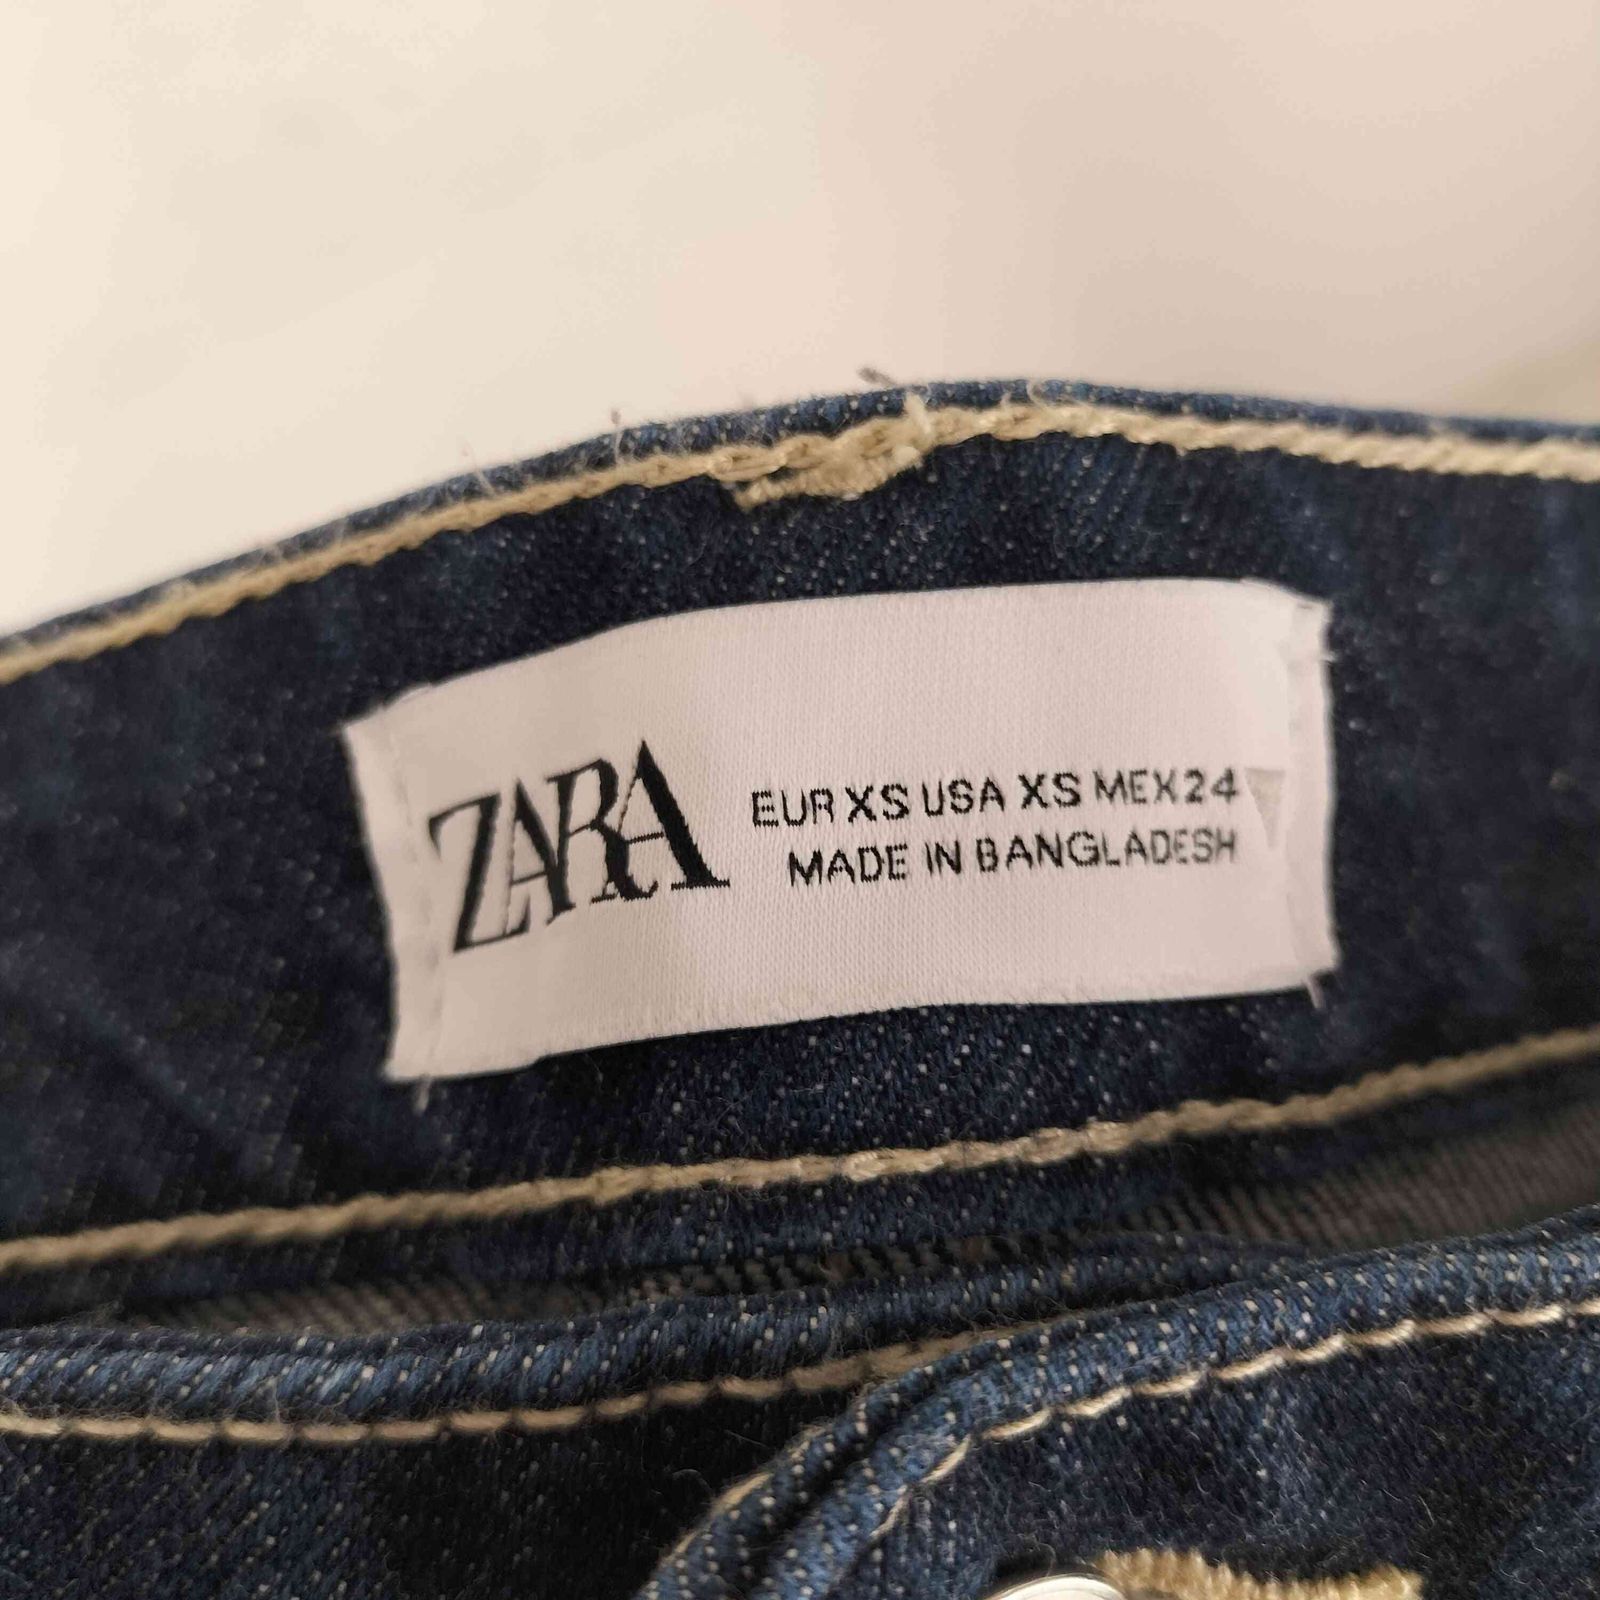 ZARA
EUR XS USA XS MEX 24
MADE IN BANGLADESH